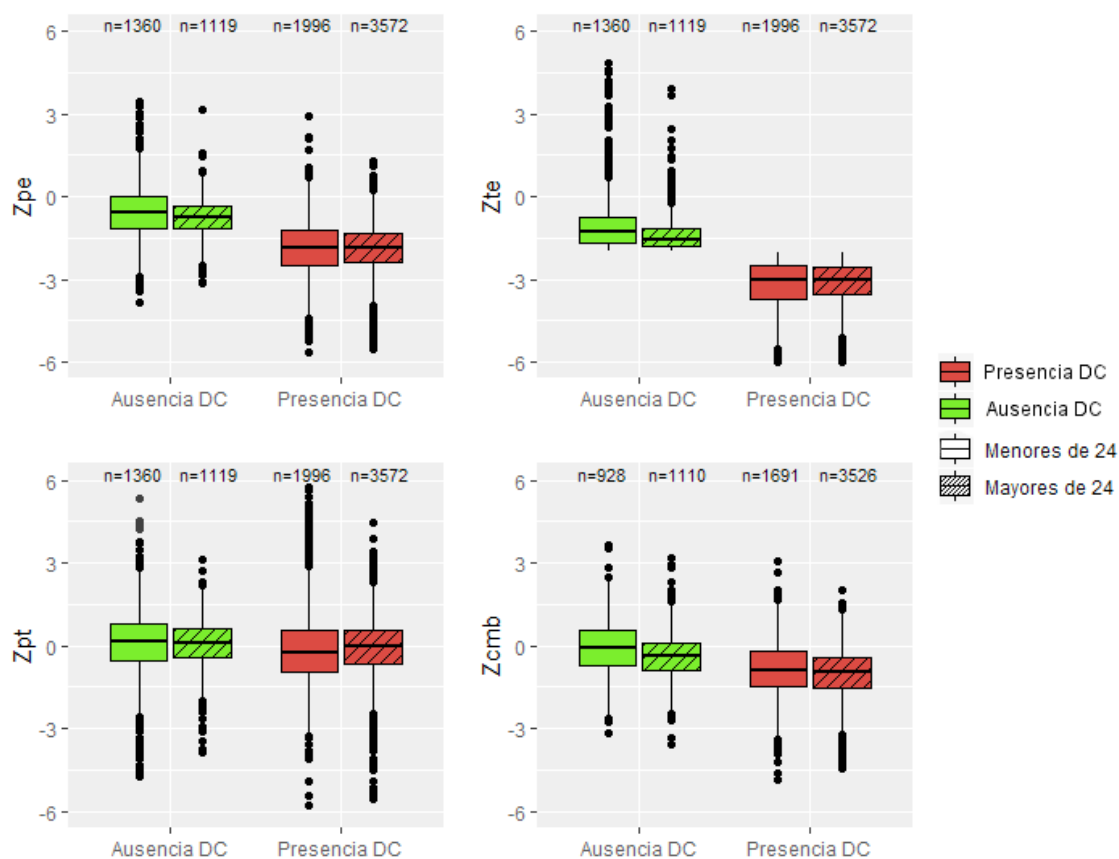 n=1360 n=1119 n=1996 n=3572
6
3
0
-3
-6
Zpe
Ausencia DC Presencia DC
n=1360 n=1119 n=1996 n=3572
6
3
0
-3
-6
Zte
Ausencia DC Presencia DC
Presencia DC
Ausencia DC
Menores de 24
Mayores de 24
n=1360 n=1119 n=1996 n=3572
6
3
0
-3
-6
Zpt
Ausencia DC Presencia DC
n=928 n=1110 n=1691 n=3526
6
3
0
-3
-6
Zcmb
Ausencia DC Presencia DC